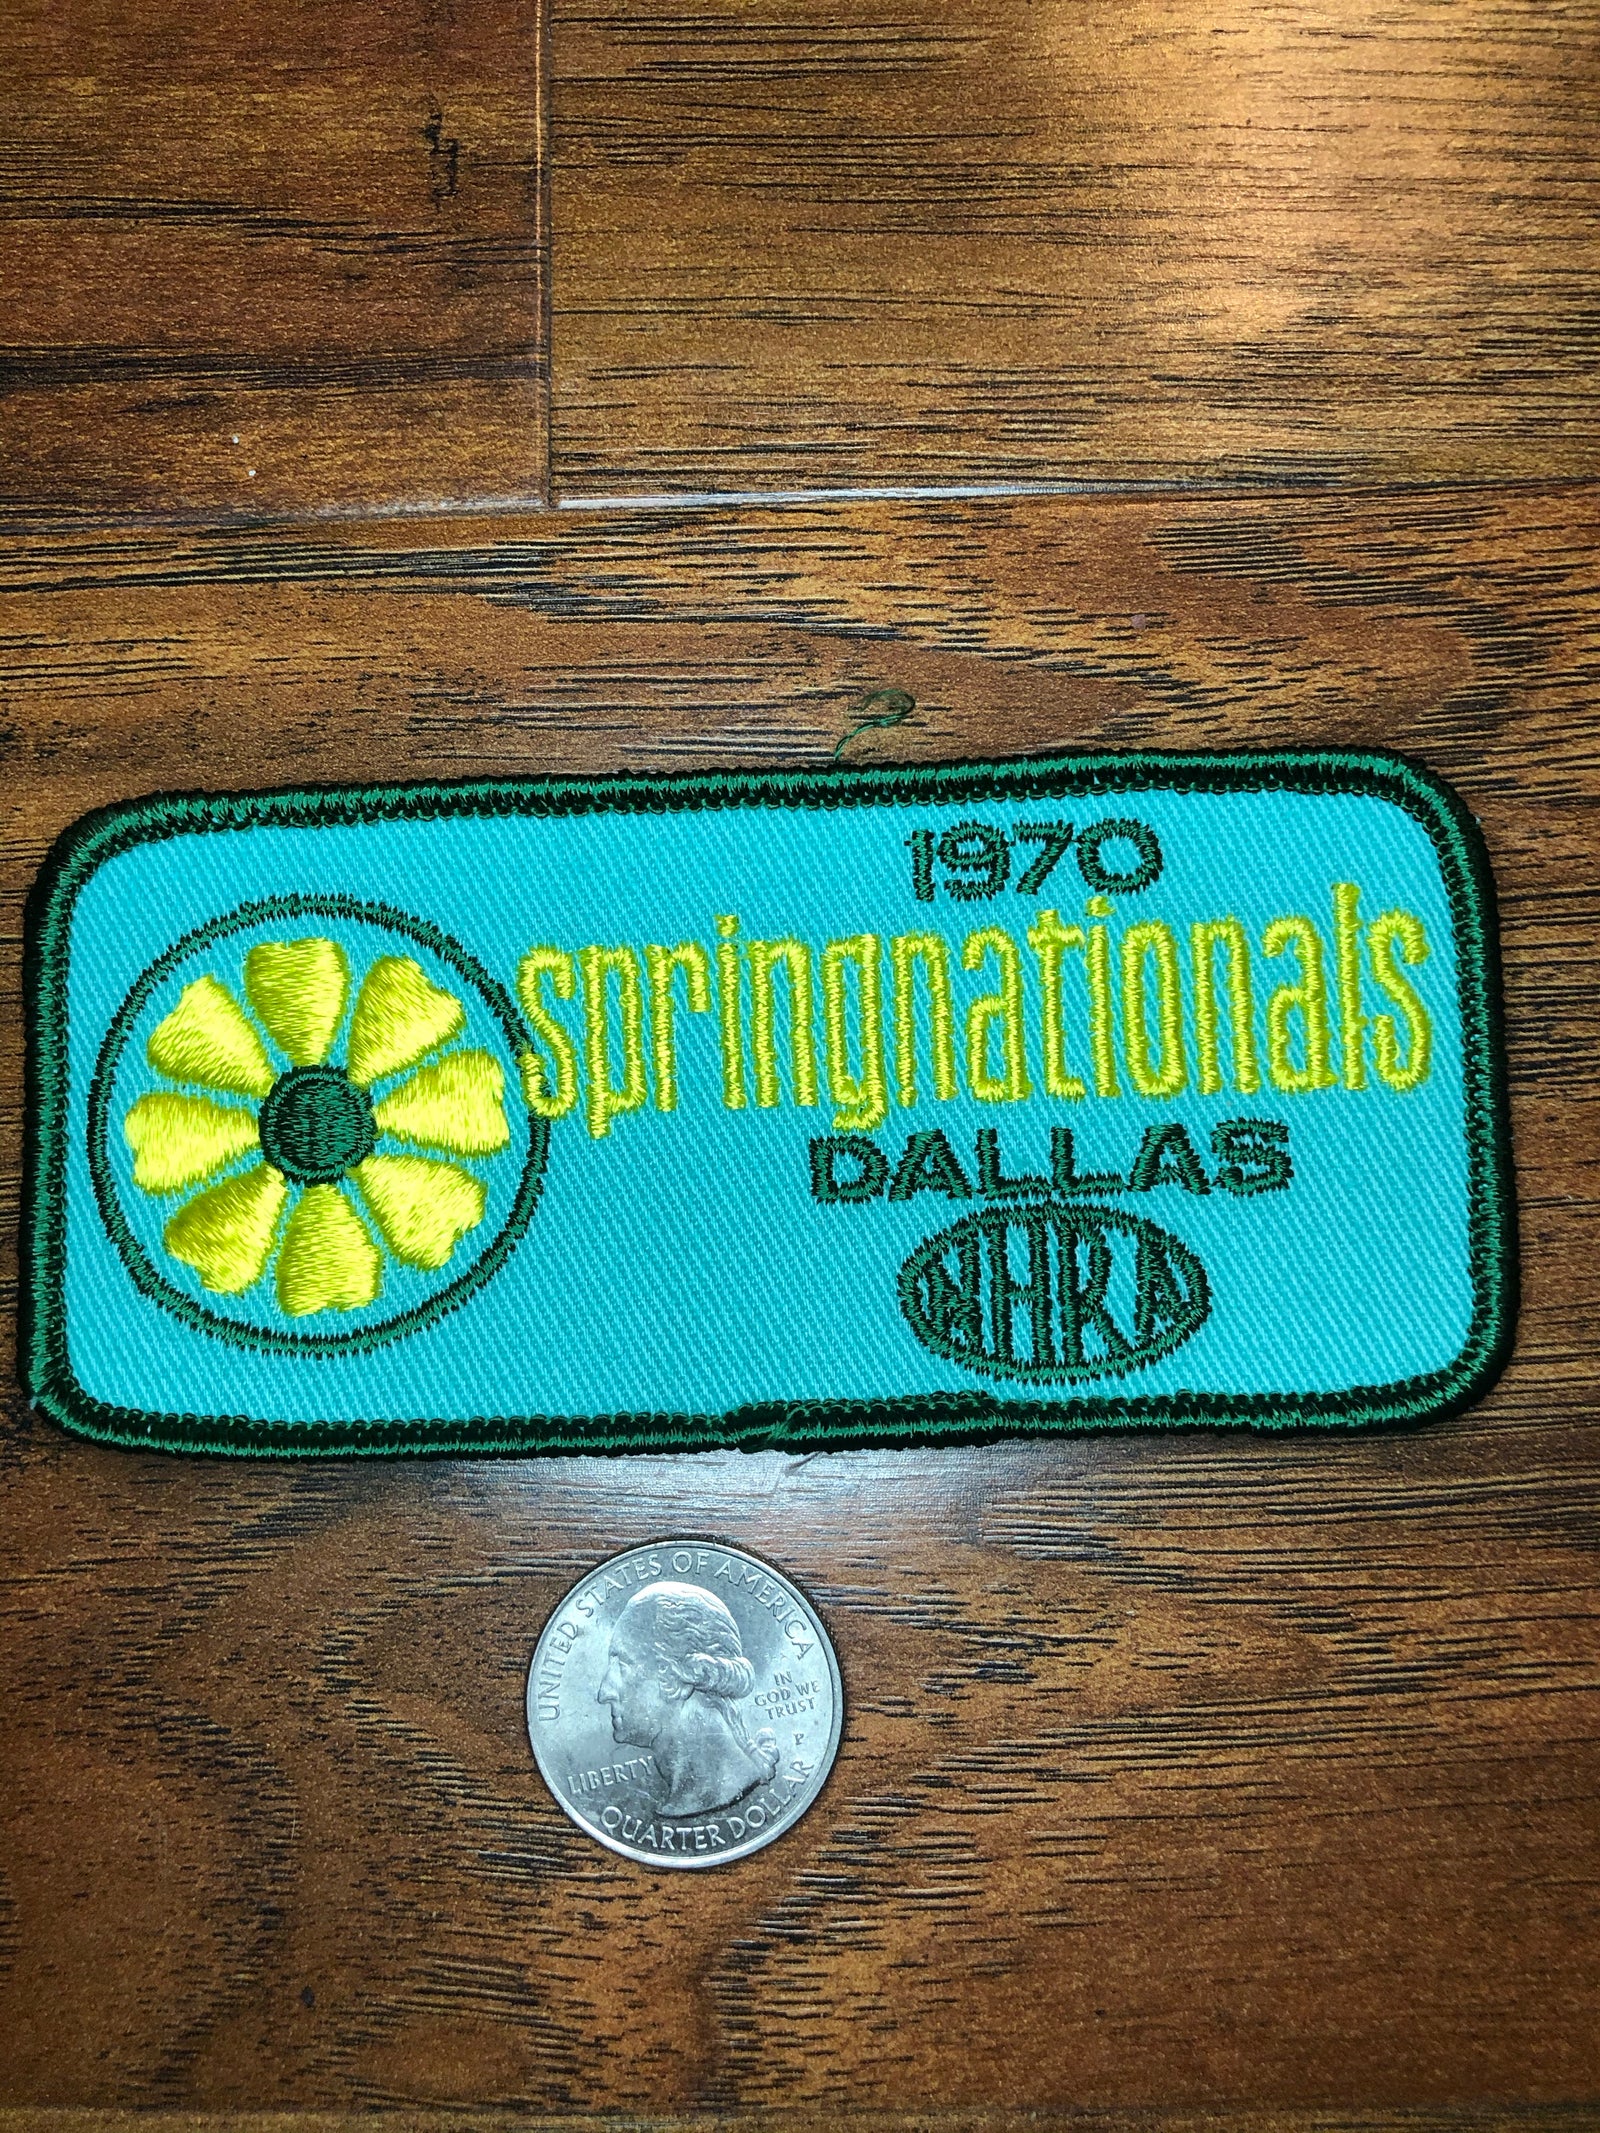 1970
springnationals
DALLAS
NHRA
UNITED STATES OF AMERICA
IN
GOD WE
TRUST
P
LIBERTY
QUARTER DOLLAR